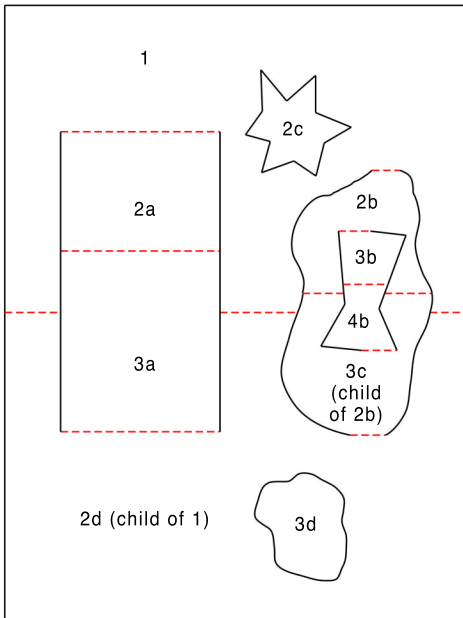 1
2c
2a
2b
3b
4b
3a
3c
(child
of 2b)
2d (child of 1)
3d